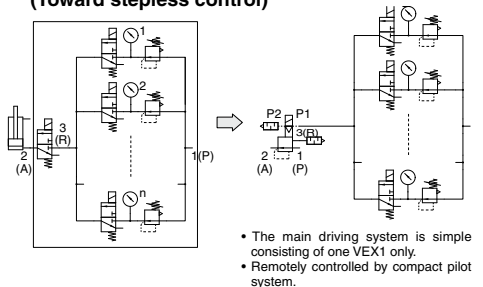 (Toward stepless control)
1
2
3
(R)
2
(A)
1(P)
n
P2
P1
3(R)
2
(A)
1
(P)
• The main driving system is simple
consisting of one VEX1 only.
• Remotely controlled by compact pilot
system.